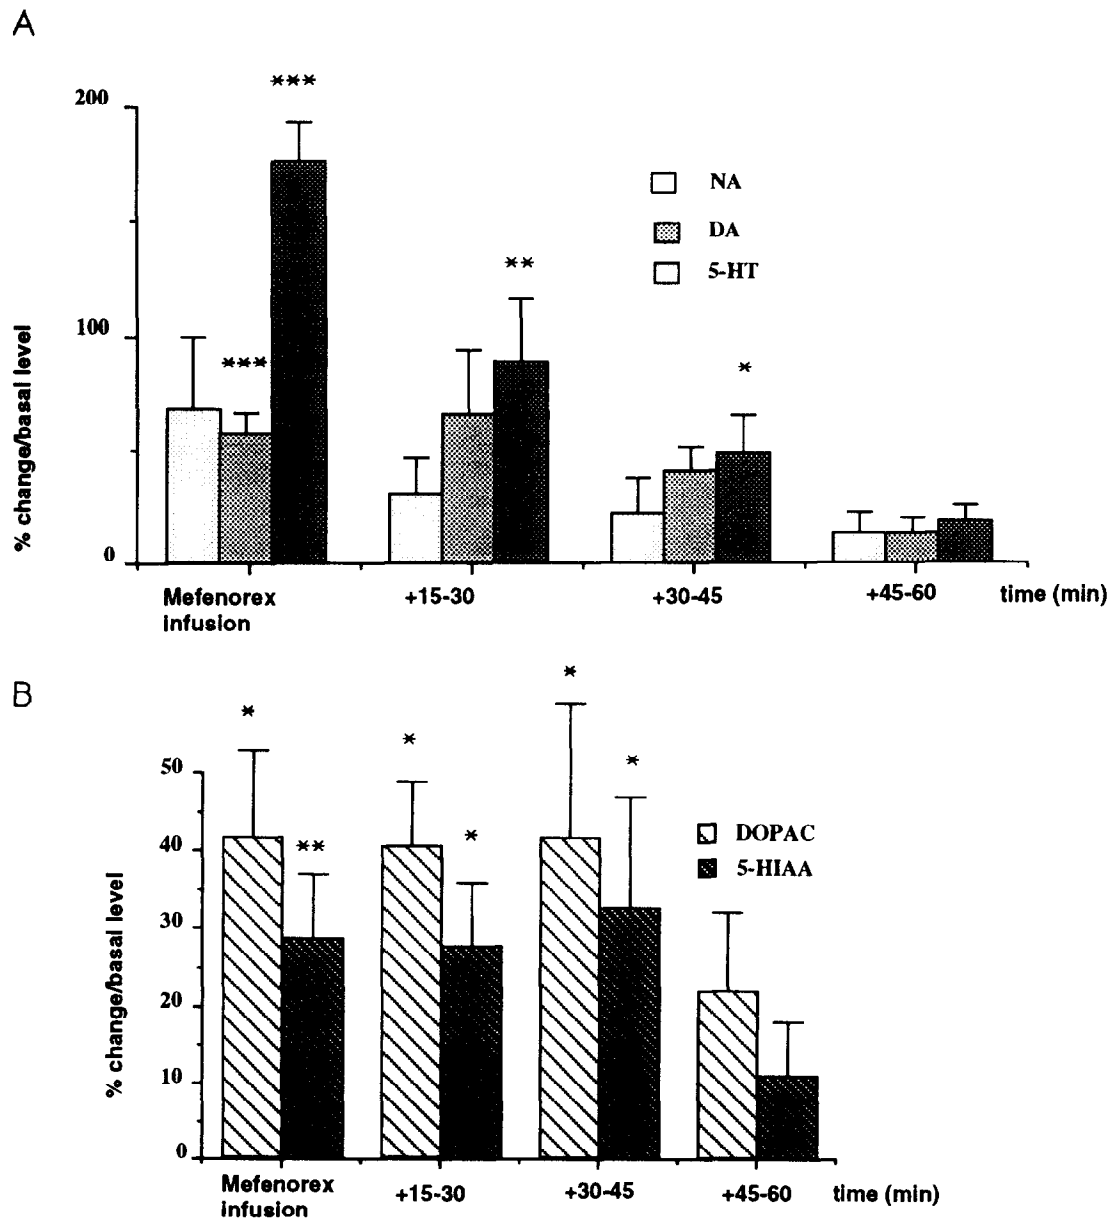 A
***
200
NA
DA
**
5-HT
100
***
*
% change/basal level
0
Mefenorex
infusion
+15-30
+30-45
+45-60
time (min)
B
*
*
*
*
50
DOPAC
40
**
*
5-HIAA
30
% change/basal level
20
10
0
Mefenorex
infusion
+15-30
+30-45
+45-60
time (min)